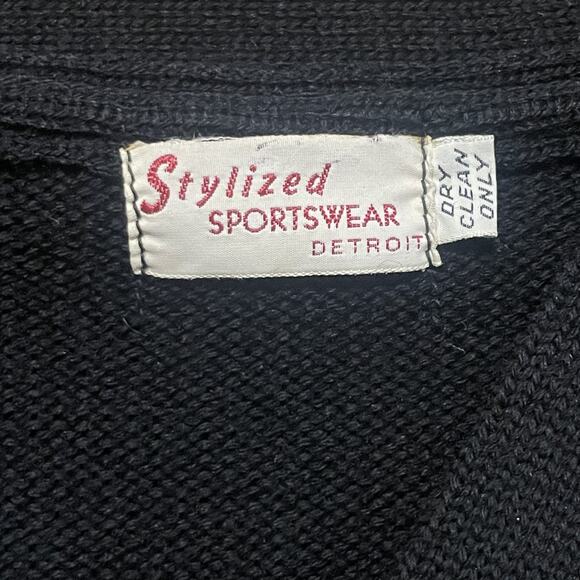 Stylized
SPORTSWEAR
DETROIT
DRY
CLEAN
ONLY